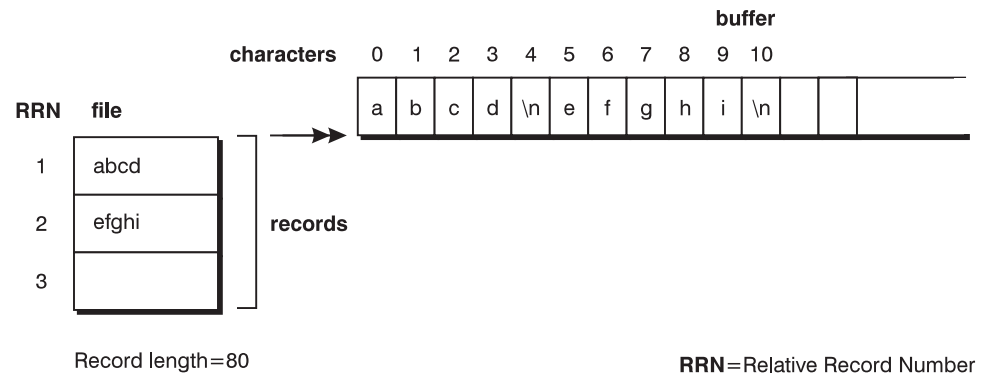 buffer
characters 0 1 2 3 4 5 6 7 8 9 10
a b c d \n e f g h i \n
RRN file
1 abcd
2 efghi
records
3
Record length=80
RRN=Relative Record Number